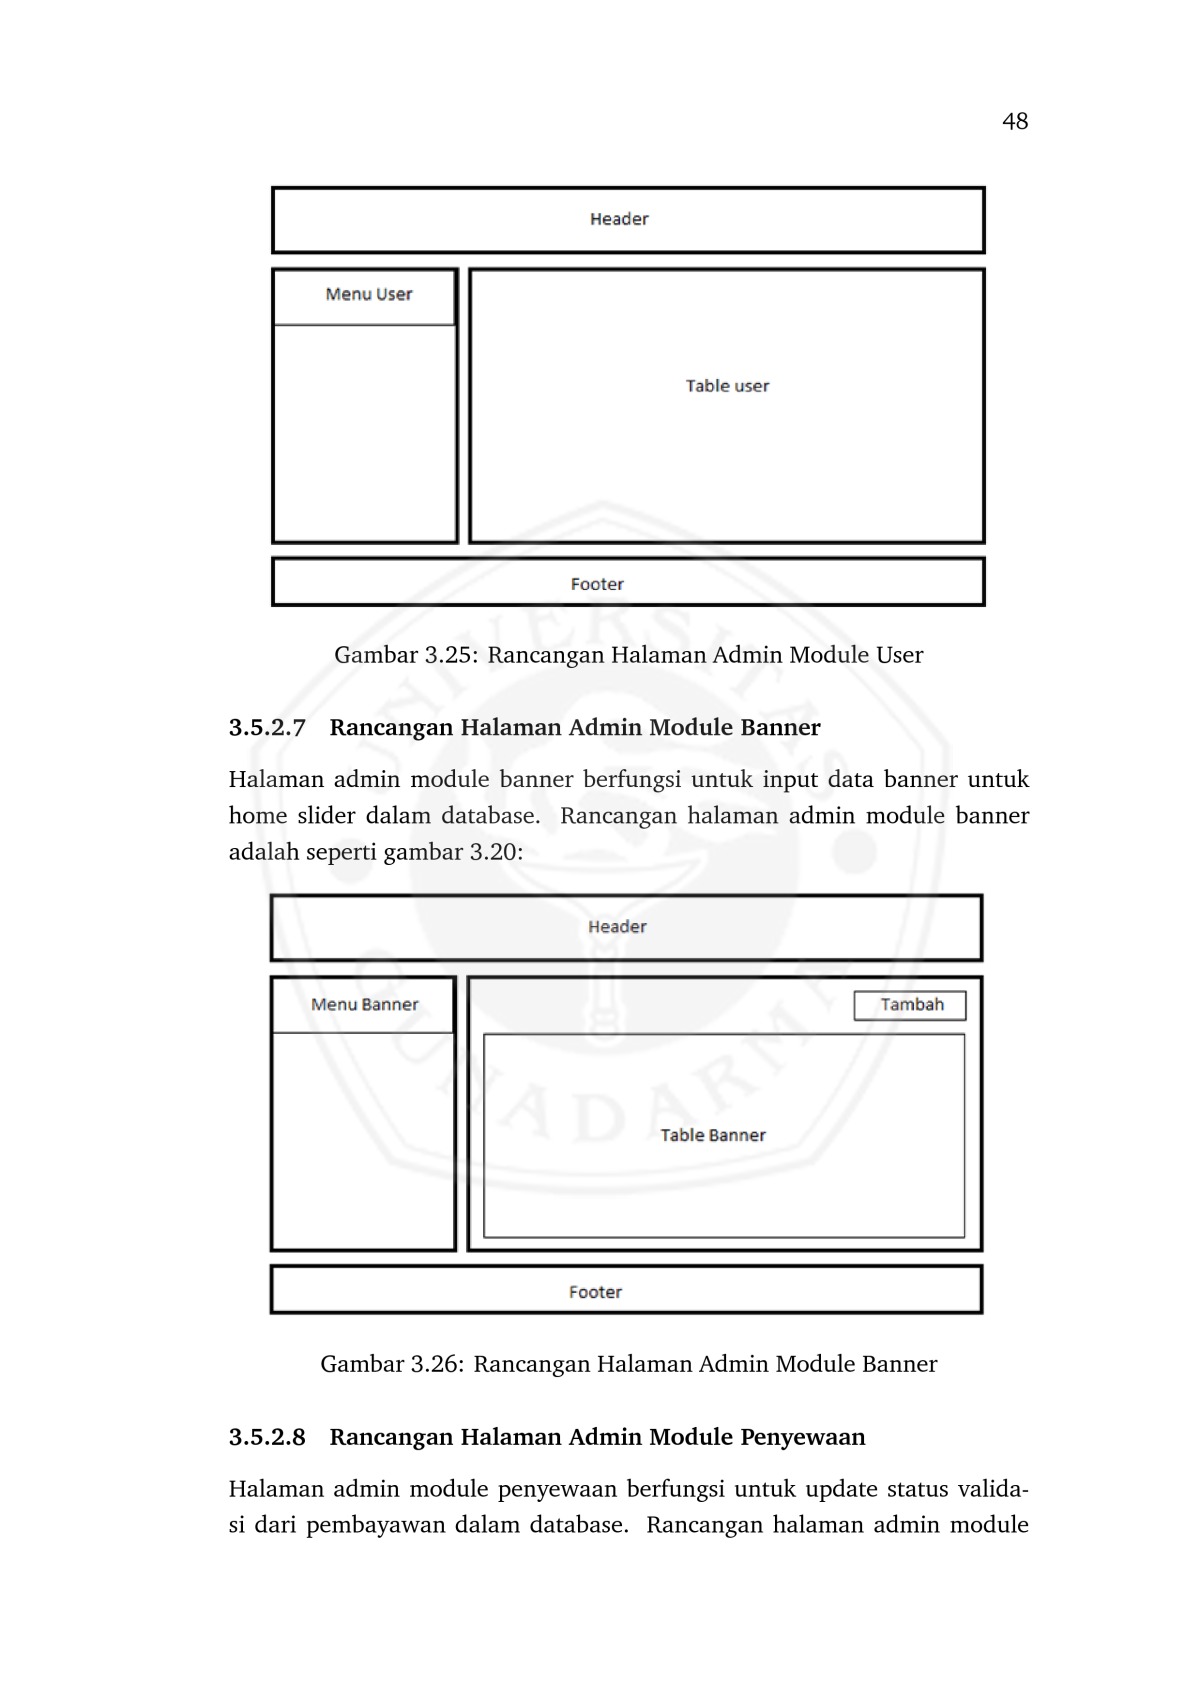 48
Header
Menu User
Table user
Footer
Gambar 3.25: Rancangan Halaman Admin Module User
3.5.2.7 Rancangan Halaman Admin Module Banner
Halaman admin module banner berfungsi untuk input data banner untuk
home slider dalam database. Rancangan halaman admin module banner
adalah seperti gambar 3.20:
Header
Menu Banner
Tambah
Table Banner
Footer
UNIVERSITAS
GUNADARMA
Gambar 3.26: Rancangan Halaman Admin Module Banner
3.5.2.8 Rancangan Halaman Admin Module Penyewaan
Halaman admin module penyewaan berfungsi untuk update status valida-
si dari pembayawan dalam database. Rancangan halaman admin module